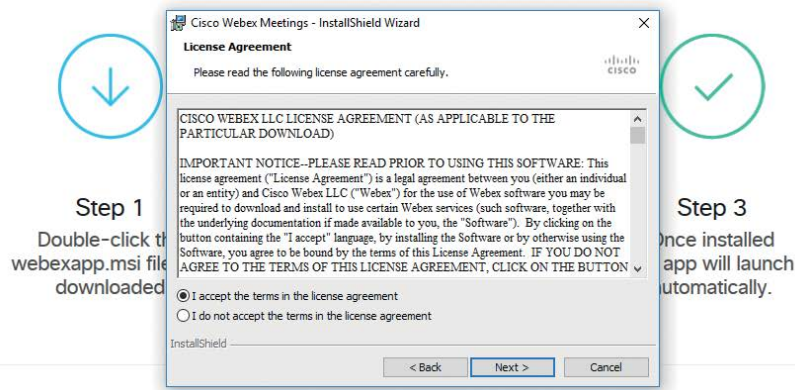 Cisco Webex Meetings - InstallShield Wizard
License Agreement
Please read the following license agreement carefully.
CISCO
CISCO WEBEX LLC LICENSE AGREEMENT (AS APPLICABLE TO THE
PARTICULAR DOWNLOAD)
IMPORTANT NOTICE--PLEASE READ PRIOR TO USING THIS SOFTWARE: This
license agreement ("License Agreement") is a legal agreement between you (either an individual
or an entity) and Cisco Webex LLC ("Webex") for the use of Webex software you may be
required to download and install to use certain Webex services (such software, together with
the underlying documentation if made available to you, the "Software"). By clicking on the
button containing the "I accept" language, by installing the Software or by otherwise using the
Software, you agree to be bound by the terms of this License Agreement. IF YOU DO NOT
AGREE TO THE TERMS OF THIS LICENSE AGREEMENT, CLICK ON THE BUTTON
I accept the terms in the license agreement
I do not accept the terms in the license agreement
InstallShield
< Back
Next >
Cancel
Step 1
Double-click
webexapp.msi file
downloaded
Step 3
installed
app will launch